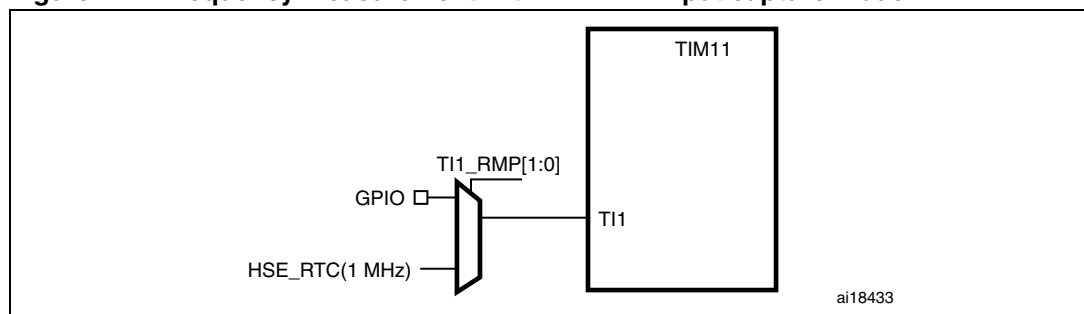 TIM11
TI1_RMP[1:0]
GPIO
TI1
HSE_RTC(1 MHz)
ai18433